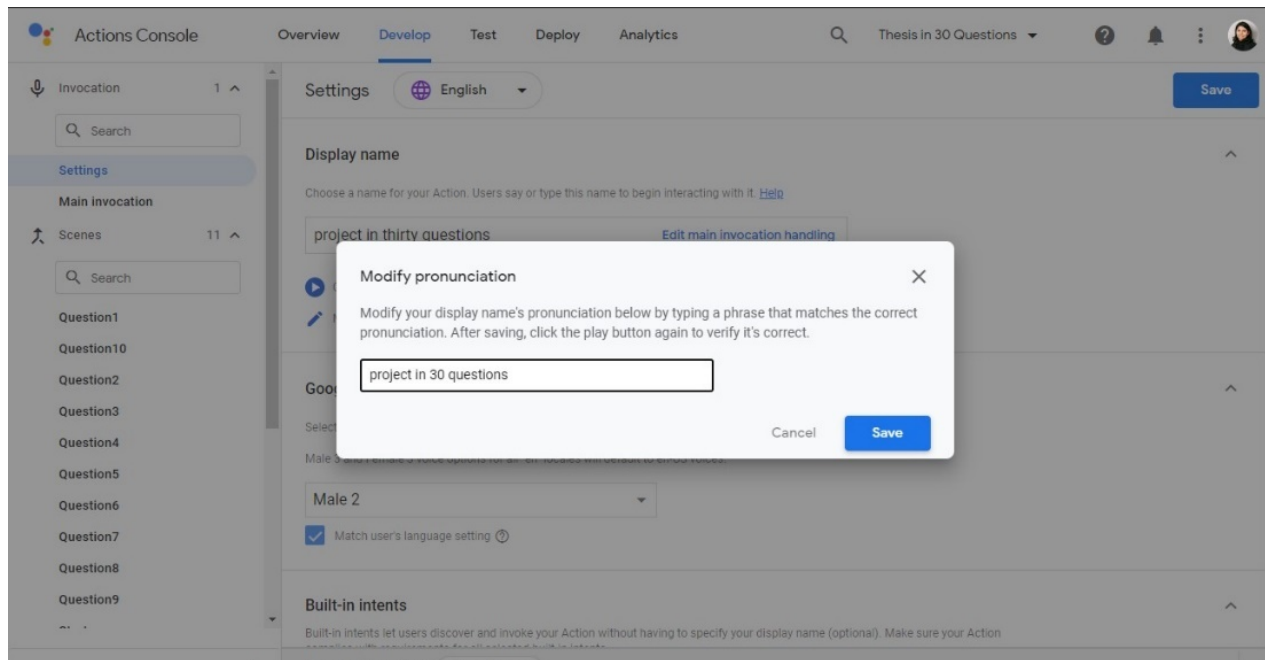 Actions Console
Overview Develop Test Deploy Analytics
Thesis in 30 Questions
Invocation 1
Search
Settings
Main invocation
Scenes 11
Search
Question1
Question10
Question2
Question3
Question4
Question5
Question6
Question7
Question8
Question9
Settings English Save
Display name
Choose a name for your Action. Users say or type this name to begin interacting with it. Help
project in thirty questions Edit main invocation handling
Modify pronunciation
Modify your display name's pronunciation below by typing a phrase that matches the correct
pronunciation. After saving, click the play button again to verify it's correct.
project in 30 questions
Cancel Save
Goo
Select
Male 2
Match user's language setting
Built-in intents
Built-in intents let users discover and invoke your Action without having to specify your display name (optional). Make sure your Action